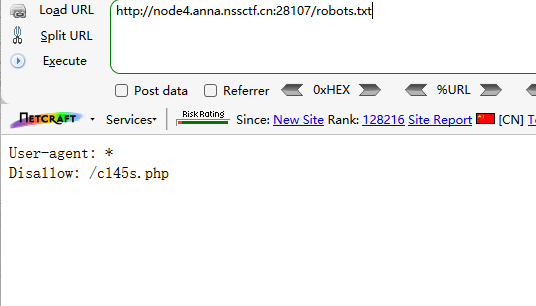 Load URL
http://node4.anna.nssctf.cn:28107/robots.txt
Split URL
Execute
Post data Referrer 0xHEX %URL
NETCRAFT Services Risk Rating Since: New Site Rank: 128216 Site Report [CN]
User-agent: *
Disallow: /cl45s.php